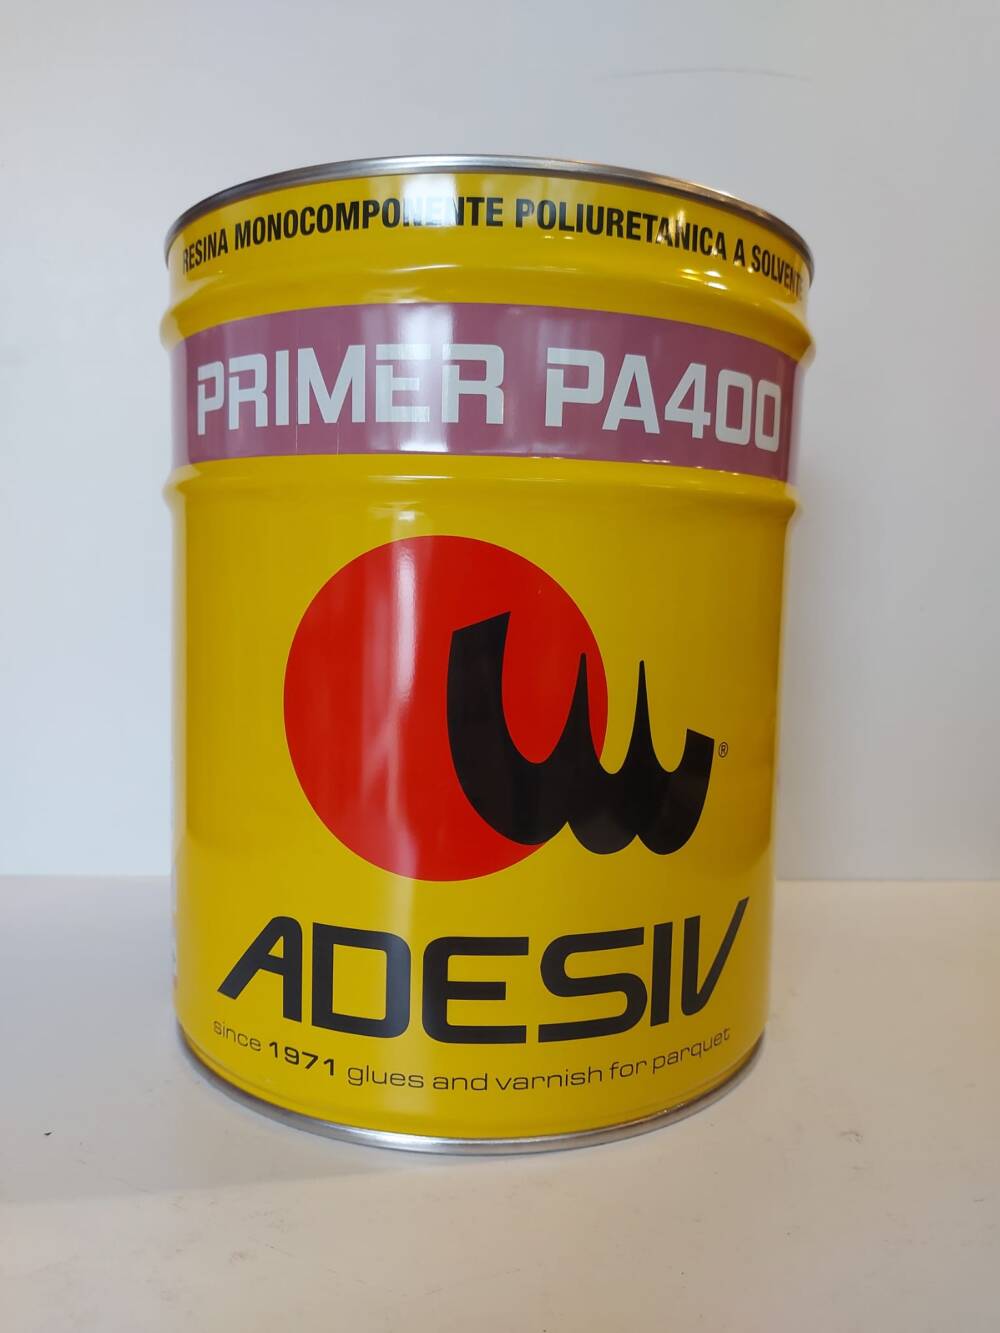 RESINA MONOCOMPONENTE POLIURETANICA A SOLVENTE
PRIMER PA400
®
ADESIV
since 1971 glues and varnish for parquet